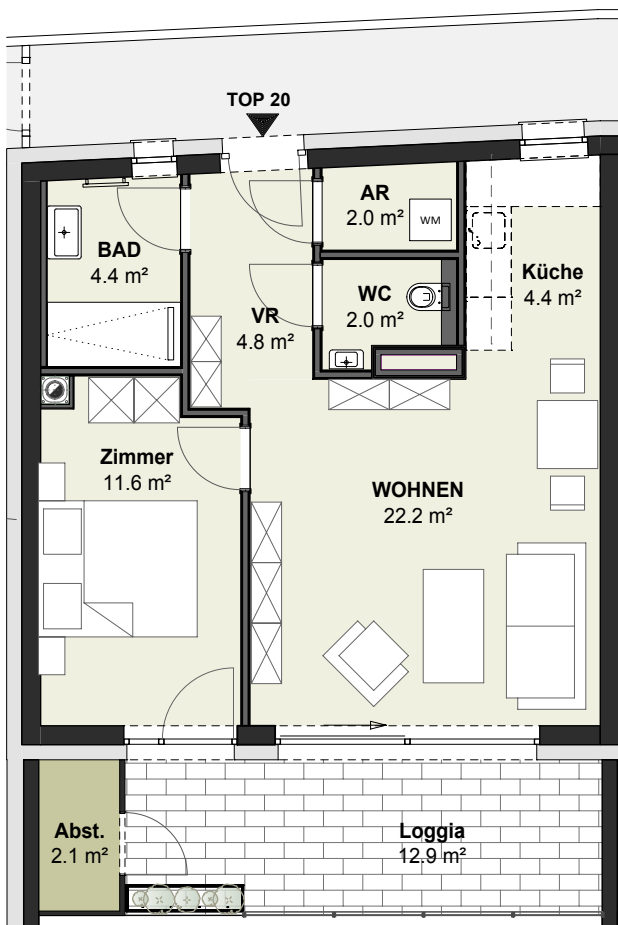 TOP 20
AR
2.0 m²
WM
BAD
4.4 m²
WC
2.0 m²
Küche
4.4 m²
VR
4.8 m²
Zimmer
11.6 m²
WOHNEN
22.2 m²
Abst.
2.1 m²
Loggia
12.9 m²